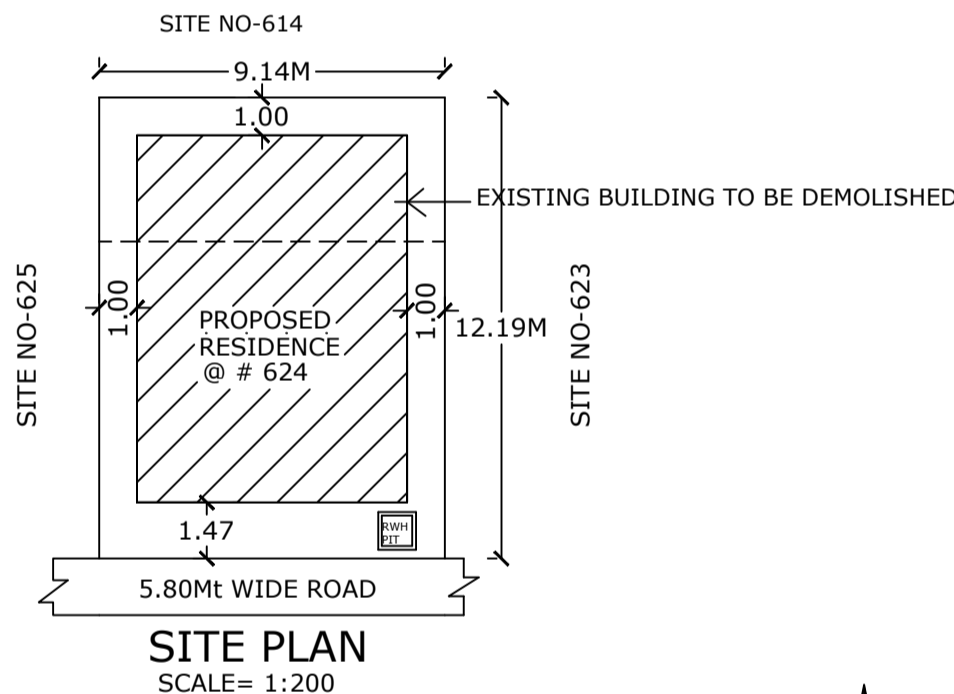 SITE NO-614
9.14M
1.00
EXISTING BUILDING TO BE DEMOLISHED
SITE NO-625
1.00
PROPOSED
RESIDENCE
@ # 624
1.00
12.19M
SITE NO-623
1.47
RWH
PIT
5.80Mt WIDE ROAD
SITE PLAN
SCALE= 1:200